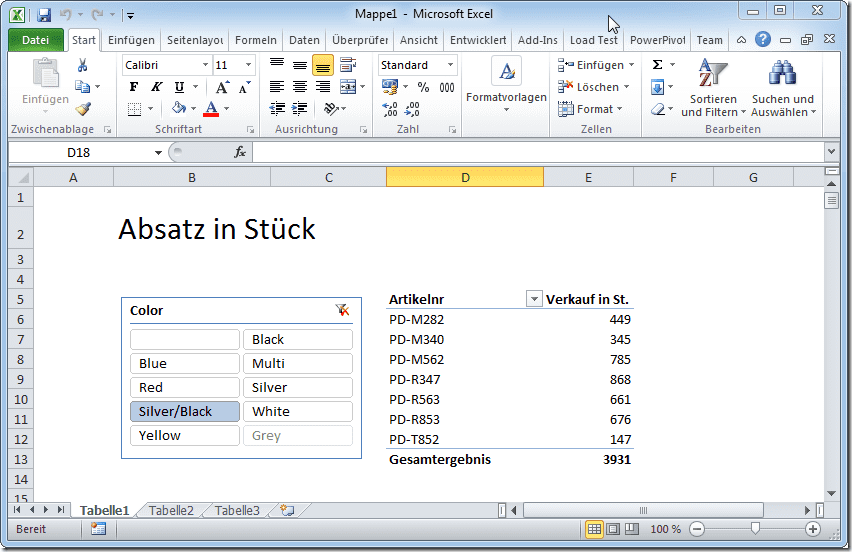 Mappe1 - Microsoft Excel
Datei Start Einfügen Seitenlayou Formeln Daten Überprüfer Ansicht Entwicklert Add-Ins Load Test PowerPivot Team
Einfügen
Zwischenablage
Calibri 11
F K U
Schriftart
Ausrichtung
Standard
% 000
Zahl
Formatvorlagen
Einfügen
Löschen
Format
Zellen
Σ
Sortieren
und Filtern
Suchen und
Auswählen
Bearbeiten
D18 fx
A B C D E F G
1
2 Absatz in Stück
3
4
5 Color Artikelnr Verkauf in St.
6 PD-M282 449
7 Black PD-M340 345
8 Blue Multi PD-M562 785
9 Red Silver PD-R347 868
10 Silver/Black White PD-R563 661
11 Yellow Grey PD-R853 676
12 PD-T852 147
13 Gesamtergebnis 3931
14
15
Tabelle1 Tabelle2 Tabelle3
Bereit 100 %